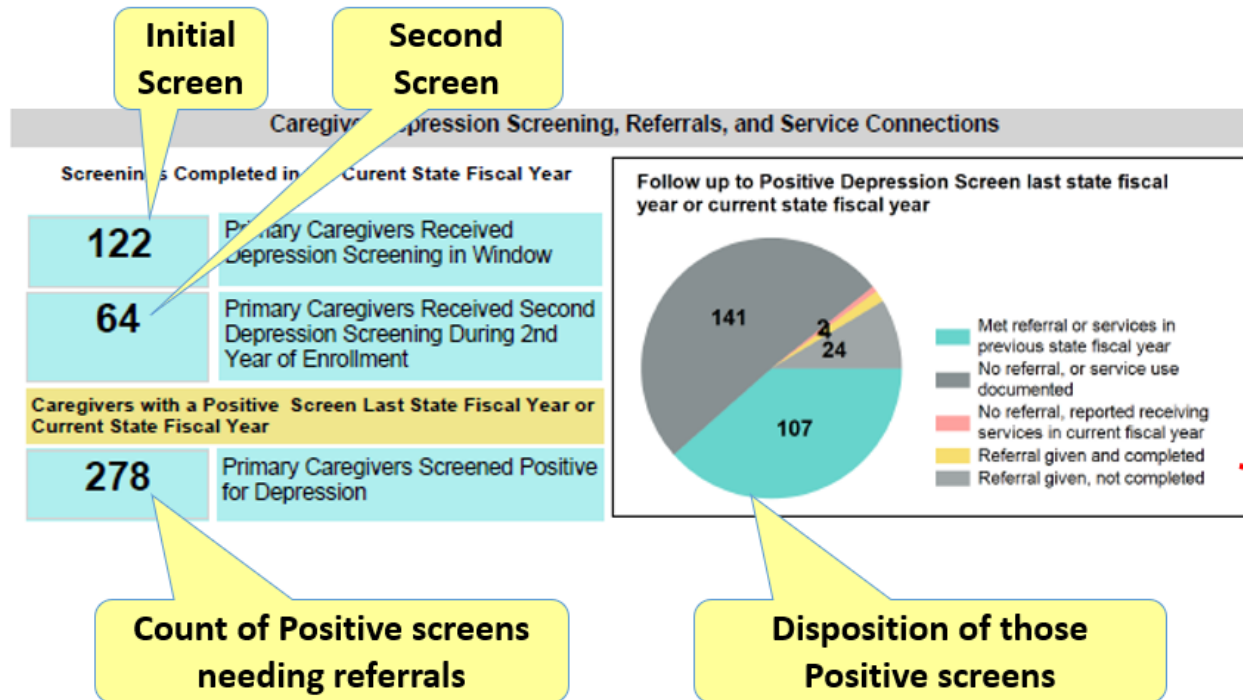 Initial
Screen
Second
Screen
Caregiver Depression Screening, Referrals, and Service Connections
Screenings Completed in Curent State Fiscal Year
122
Primary Caregivers Received
Depression Screening in Window
64
Primary Caregivers Received Second
Depression Screening During 2nd
Year of Enrollment
Caregivers with a Positive Screen Last State Fiscal Year or
Current State Fiscal Year
278
Primary Caregivers Screened Positive
for Depression
Follow up to Positive Depression Screen last state fiscal
year or current state fiscal year
141
2
4
24
107
Met referral or services in
previous state fiscal year
No referral, or service use
documented
No referral, reported receiving
services in current fiscal year
Referral given and completed
Referral given, not completed
Count of Positive screens
needing referrals
Disposition of those
Positive screens